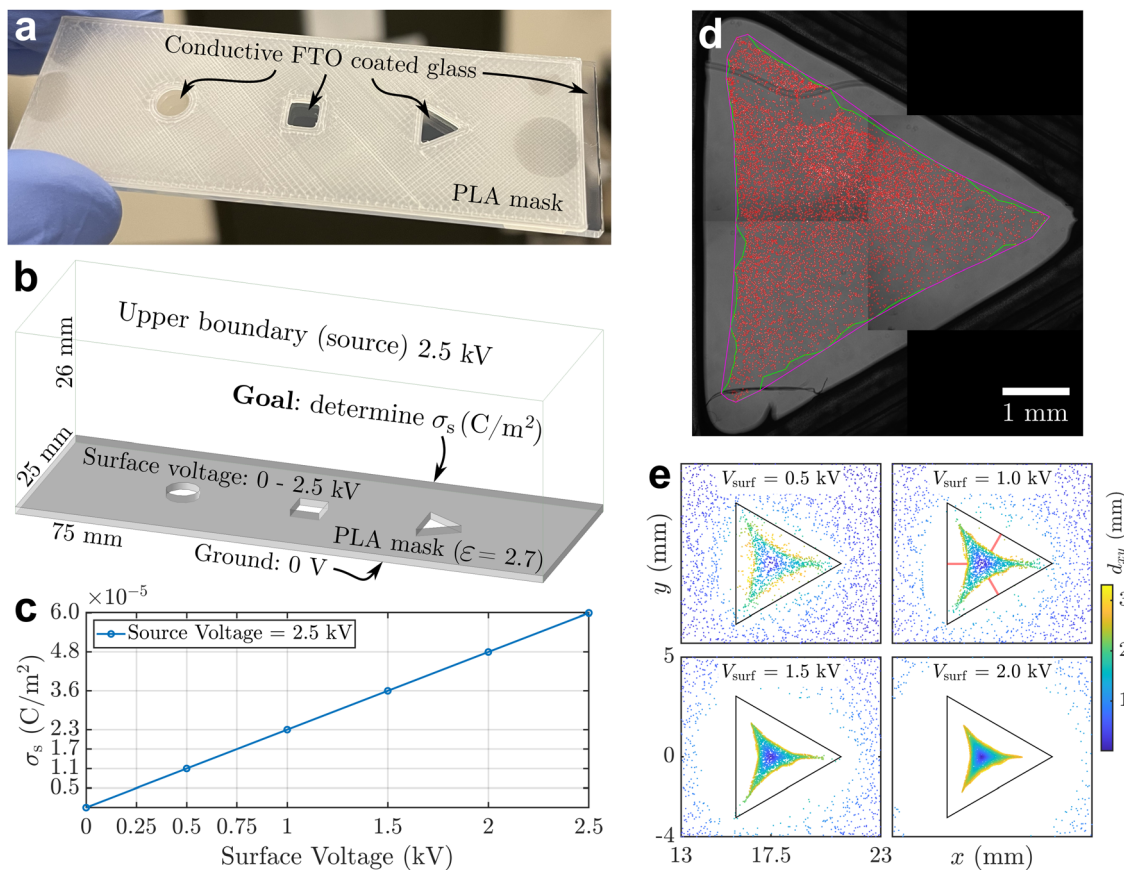 a
Conductive FTO coated glass
PLA mask
b
Upper boundary (source) 2.5 kV
26 mm
Goal: determine σs (C/m²)
25 mm
Surface voltage: 0 - 2.5 kV
75 mm
PLA mask (ε = 2.7)
Ground: 0 V
c
×10⁻⁵
6.0
4.8
3.6
2.3
1.7
1.1
0.5
σs (C/m²)
Source Voltage = 2.5 kV
0 0.25 0.5 0.75 1 1.5 2 2.5
Surface Voltage (kV)
d
1 mm
e
Vsurf = 0.5 kV
Vsurf = 1.0 kV
y (mm)
dxy (mm)
3
2
1
Vsurf = 1.5 kV
Vsurf = 2.0 kV
5
0
-4
13 17.5 23
x (mm)